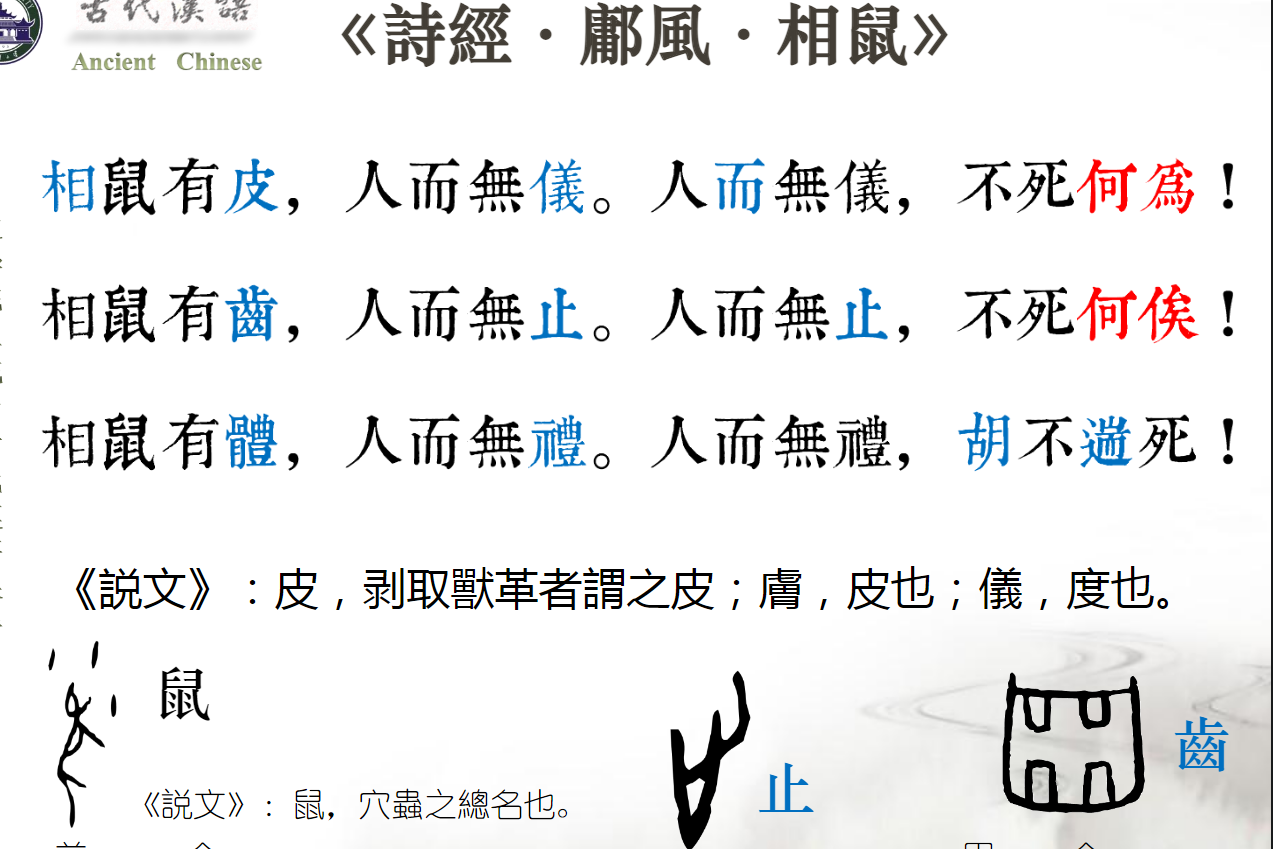 古代漢語
Ancient Chinese
《詩經·鄘風·相鼠》
相鼠有皮，人而無儀。人而無儀，不死何爲！
相鼠有齒，人而無止。人而無止，不死何俟！
相鼠有體，人而無禮。人而無禮，胡不遄死！
《説文》：皮，剥取獸革者謂之皮；膚，皮也；儀，度也。
鼠
止
齒
《説文》：鼠，穴蟲之總名也。